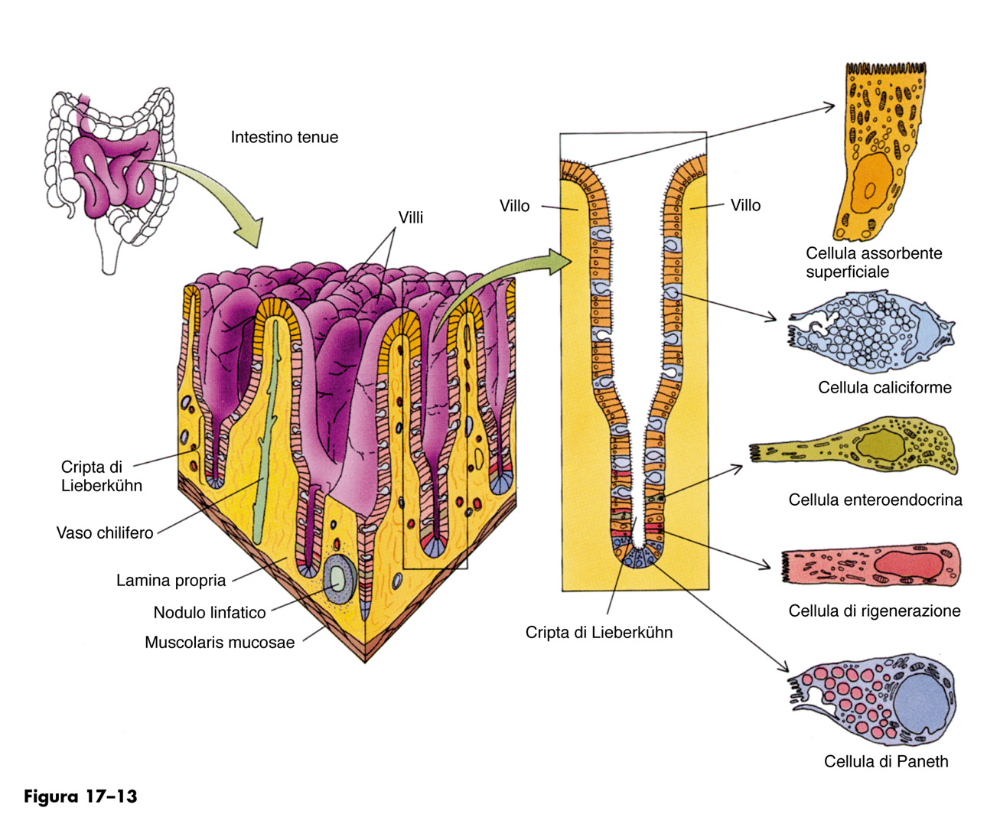 Intestino tenue
Villi
Villo
Villo
Cellula assorbente
superficiale
Cellula caliciforme
Cellula enteroendocrina
Cellula di rigenerazione
Cellula di Paneth
Cripta di
Lieberkühn
Vaso chilifero
Lamina propria
Nodulo linfatico
Muscolaris mucosae
Cripta di Lieberkühn
Figura 17–13